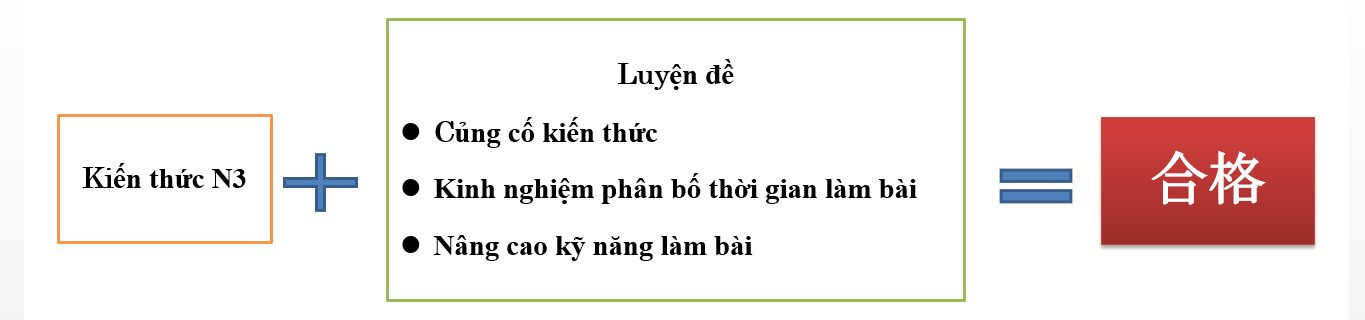 Kiến thức N3
Luyện đề
● Củng cố kiến thức
● Kinh nghiệm phân bố thời gian làm bài
● Nâng cao kỹ năng làm bài
合格